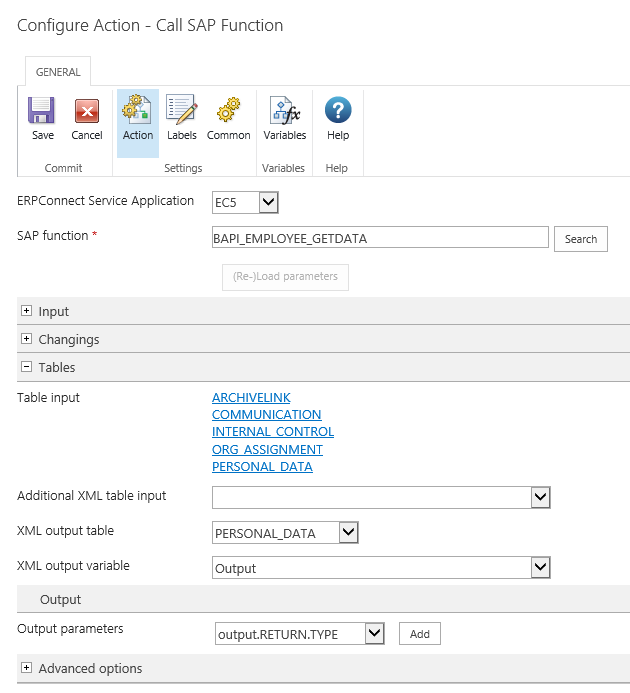 Configure Action - Call SAP Function
GENERAL
Save Cancel Action Labels Common Variables Help
Commit Settings Variables Help
ERPConnect Service Application EC5
SAP function * BAPI_EMPLOYEE_GETDATA Search
(Re-)Load parameters
Input
Changings
Tables
Table input ARCHIVELINK
COMMUNICATION
INTERNAL_CONTROL
ORG_ASSIGNMENT
PERSONAL_DATA
Additional XML table input
XML output table PERSONAL_DATA
XML output variable Output
Output
Output parameters output.RETURN.TYPE Add
Advanced options